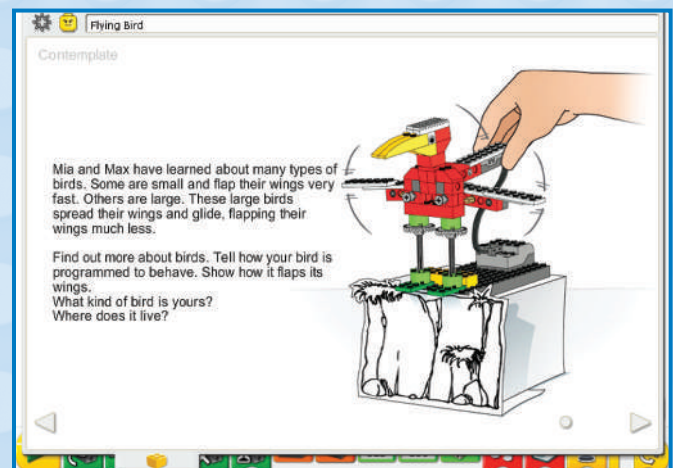 Flying Bird
Contemplate
Mia and Max have learned about many types of
birds. Some are small and flap their wings very
fast. Others are large. These large birds
spread their wings and glide, flapping their
wings much less.
Find out more about birds. Tell how your bird is
programmed to behave. Show how it flaps its
wings.
What kind of bird is yours?
Where does it live?